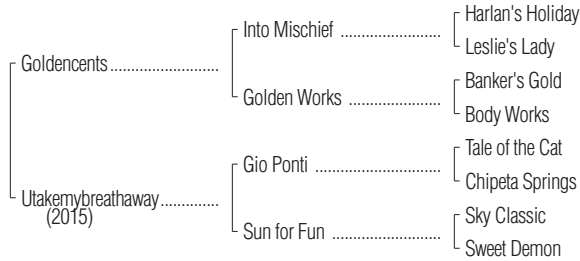 Harlan's Holiday
Into Mischief ....................
Leslie's Lady
Goldencents......................
Banker's Gold
Golden Works ..................
Body Works
Tale of the Cat
Gio Ponti .........................
Chipeta Springs
Utakemybreathaway............
(2015)
Sky Classic
Sun for Fun ......................
Sweet Demon